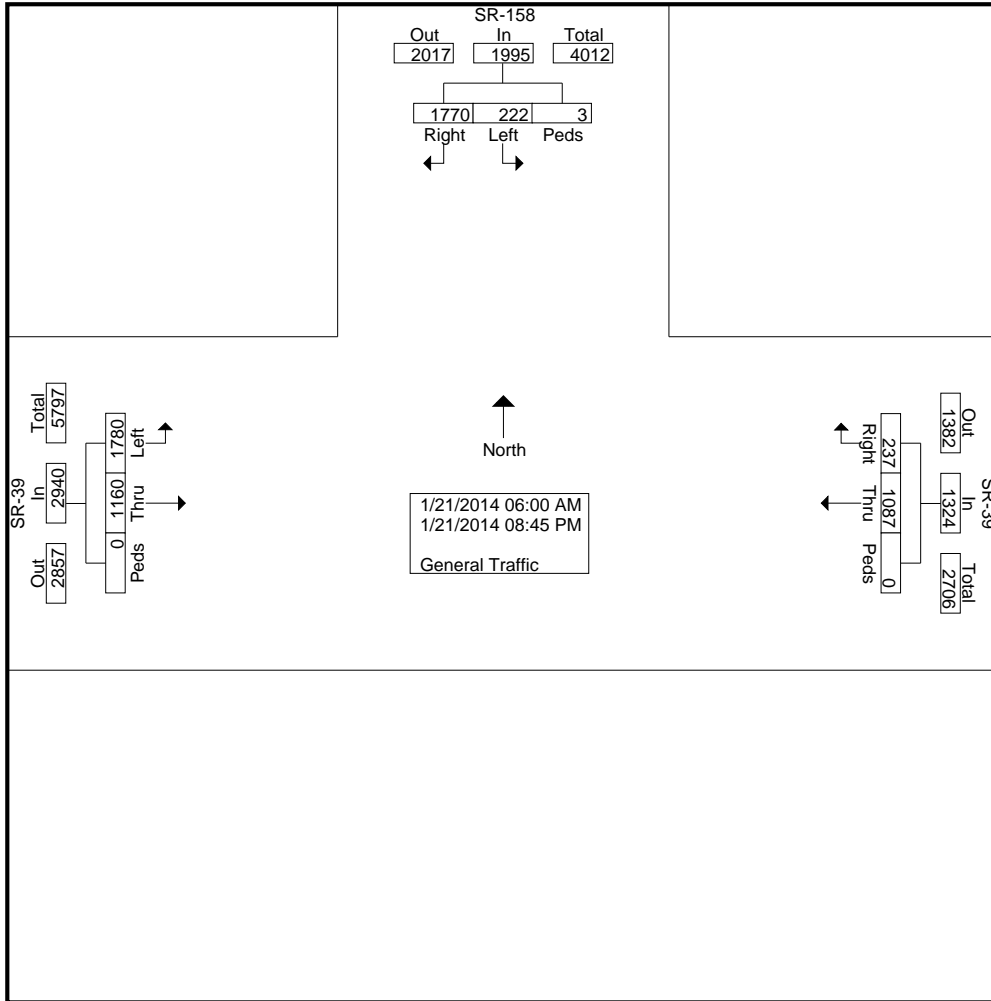 SR-158
Out In Total
2017 1995 4012
1770 222 3
Right Left Peds
SR-39
Total In Out
5797 2940 2857
1780 1160 0
Left Thru Peds
North
1/21/2014 06:00 AM
1/21/2014 08:45 PM
General Traffic
SR-39
Out In Total
1382 1324 2706
237 1087 0
Right Thru Peds